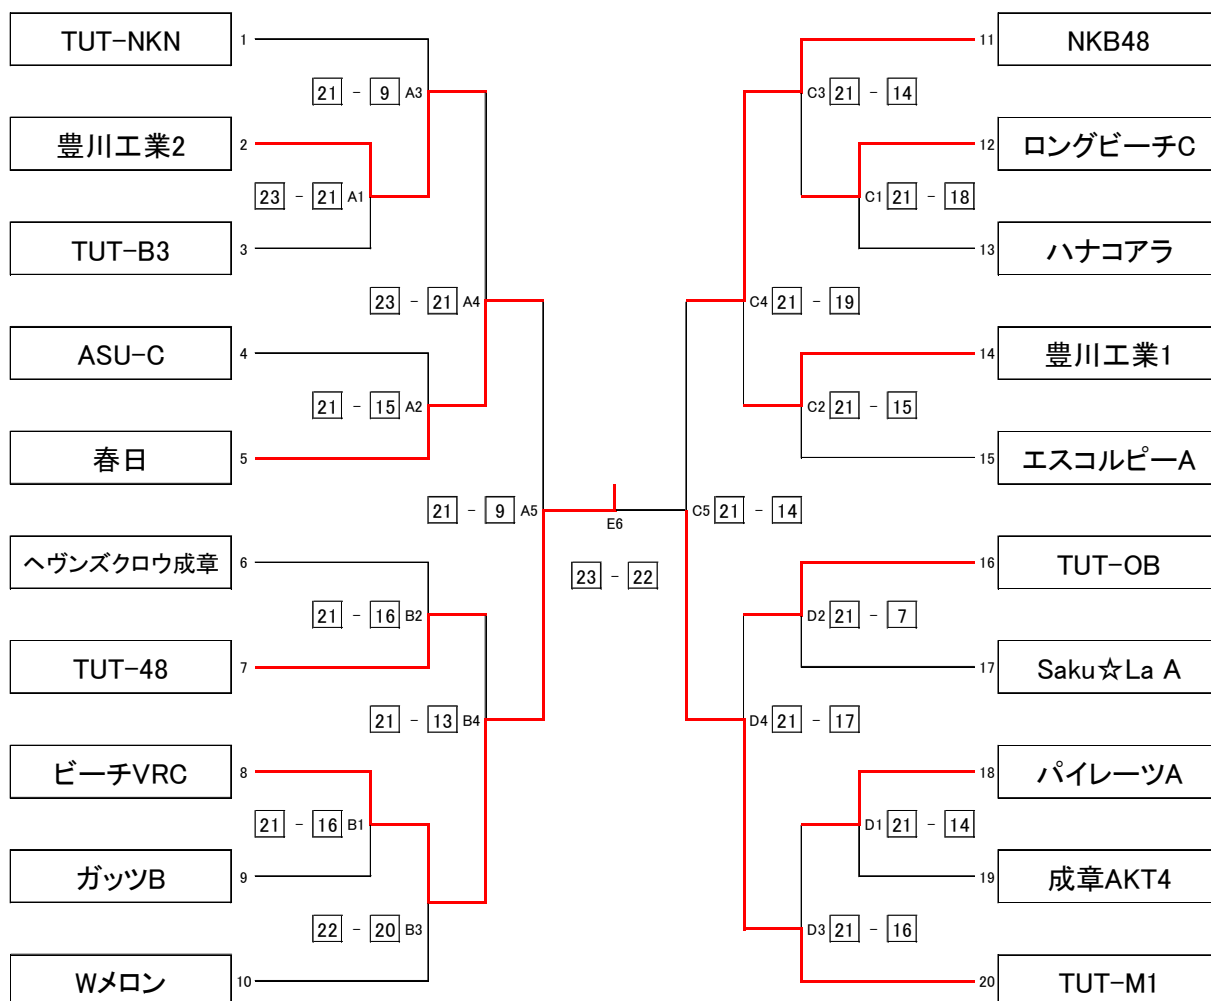 TUT-NKN 1
21 - 9 A3
豊川工業2 2
23 - 21 A1
TUT-B3 3
23 - 21 A4
ASU-C 4
21 - 15 A2
春日 5
21 - 9 A5
ヘヴンズクロウ成章 6
21 - 16 B2
TUT-48 7
21 - 13 B4
ビーチVRC 8
21 - 16 B1
ガッツB 9
22 - 20 B3
Wメロン 10
E6
23 - 22
11 NKB48
C3 21 - 14
12 ロングビーチC
C1 21 - 18
13 ハナコアラ
C4 21 - 19
14 豊川工業1
C2 21 - 15
15 エスコルピーA
C5 21 - 14
16 TUT-OB
D2 21 - 7
17 Saku☆La A
D4 21 - 17
18 パイレーツA
D1 21 - 14
19 成章AKT4
D3 21 - 16
20 TUT-M1